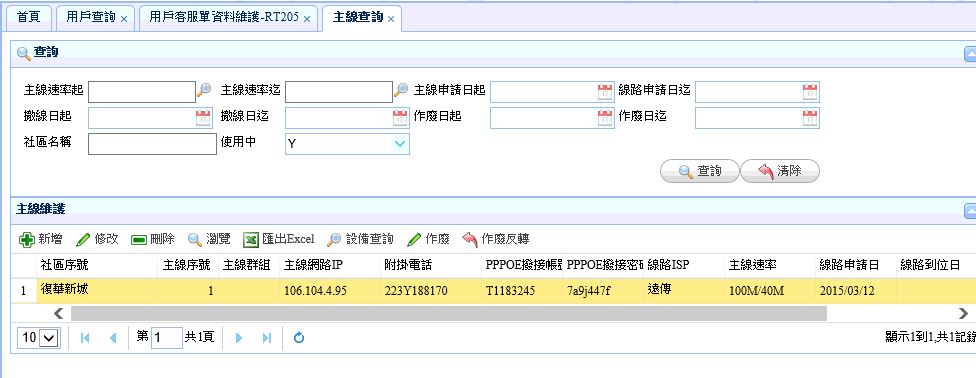 首頁 用戶查詢 × 用戶客服單資料維護-RT205 × 主線查詢 ×
查詢
主線速率起 主線速率迄 主線申請日起 線路申請日迄
撤線日起 撤線日迄 作廢日起 作廢日迄
社區名稱 使用中 Y
查詢 清除
主線維護
新增 修改 刪除 瀏覽 匯出Excel 設備查詢 作廢 作廢反轉
社區序號 主線序號 主線群組 主線網路IP 附掛電話 PPPOE撥接帳 PPPOE撥接密 線路ISP 主線速率 線路申請日 線路到位日
1 復華新城 1 106.104.4.95 223Y188170 T1183245 7a9j447f 遠傳 100M/40M 2015/03/12
10 第 1 共1頁 顯示1到1,共1記錄